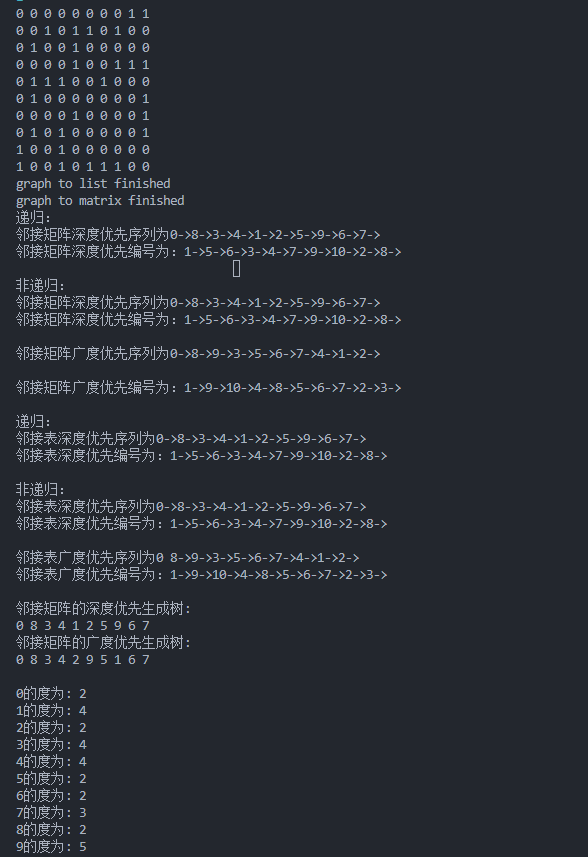 0 0 0 0 0 0 0 0 1 1
0 0 1 0 1 1 0 1 0 0
0 1 0 0 1 0 0 0 0 0
0 0 0 0 1 0 0 1 1 1
0 1 1 1 0 0 1 0 0 0
0 1 0 0 0 0 0 0 0 1
0 0 0 0 1 0 0 0 0 1
0 1 0 1 0 0 0 0 0 1
1 0 0 1 0 0 0 0 0 0
1 0 0 1 0 1 1 1 0 0
graph to list finished
graph to matrix finished
递归:
邻接矩阵深度优先序列为0->8->3->4->1->2->5->9->6->7->
邻接矩阵深度优先编号为: 1->5->6->3->4->7->9->10->2->8->
非递归:
邻接矩阵深度优先序列为0->8->3->4->1->2->5->9->6->7->
邻接矩阵深度优先编号为: 1->5->6->3->4->7->9->10->2->8->
邻接矩阵广度优先序列为0->8->9->3->5->6->7->4->1->2->
邻接矩阵广度优先编号为: 1->9->10->4->8->5->6->7->2->3->
递归:
邻接表深度优先序列为0->8->3->4->1->2->5->9->6->7->
邻接表深度优先编号为: 1->5->6->3->4->7->9->10->2->8->
非递归:
邻接表深度优先序列为0->8->3->4->1->2->5->9->6->7->
邻接表深度优先编号为: 1->5->6->3->4->7->9->10->2->8->
邻接表广度优先序列为0 8->9->3->5->6->7->4->1->2->
邻接表广度优先编号为: 1->9->10->4->8->5->6->7->2->3->
邻接矩阵的深度优先生成树:
0 8 3 4 1 2 5 9 6 7
邻接矩阵的广度优先生成树:
0 8 3 4 2 9 5 1 6 7
0的度为: 2
1的度为: 4
2的度为: 2
3的度为: 4
4的度为: 4
5的度为: 2
6的度为: 2
7的度为: 3
8的度为: 2
9的度为: 5